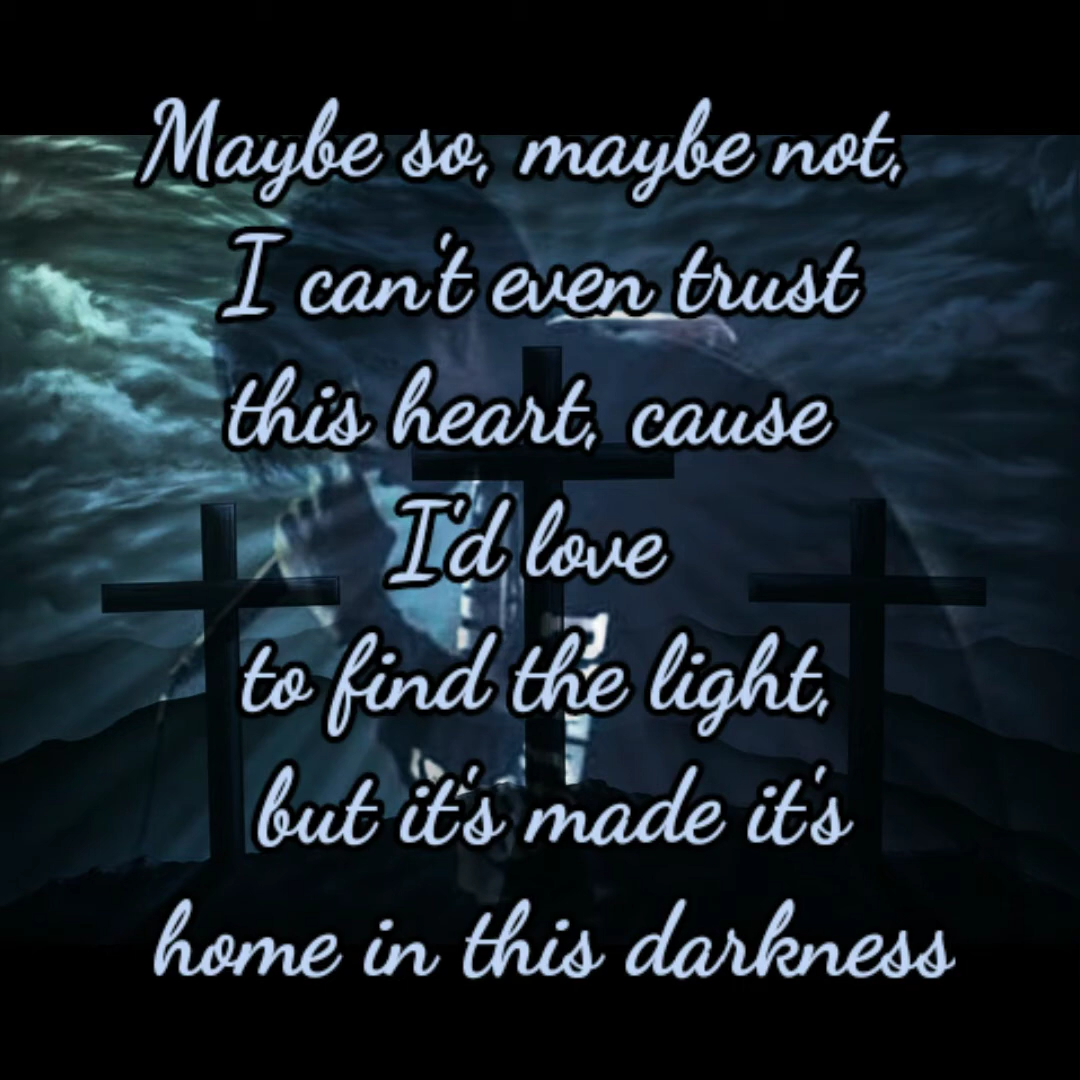 Maybe so, maybe not,
I can't even trust
this heart, cause
I'd love
to find the light,
but it's made it's
home in this darkness